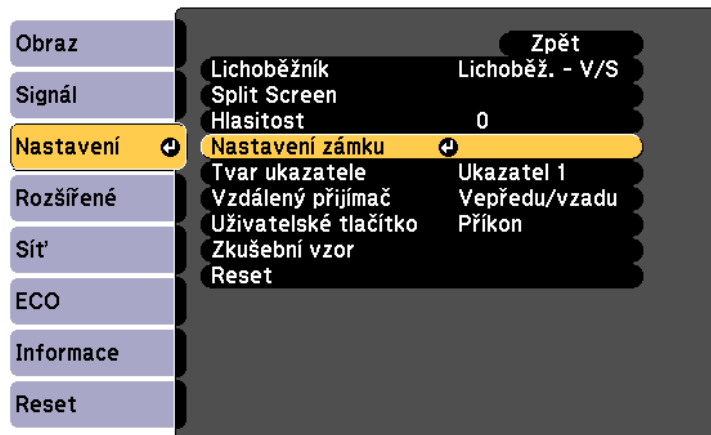 Obraz
Signál
Nastavení
Rozšířené
Síť
ECO
Informace
Reset
Zpět
Lichoběžník Lichoběž. - V/S
Split Screen
Hlasitost 0
Nastavení zámku
Tvar ukazatele Ukazatel 1
Vzdálený přijímač Vepředu/vzadu
Uživatelské tlačítko Příkon
Zkušební vzor
Reset